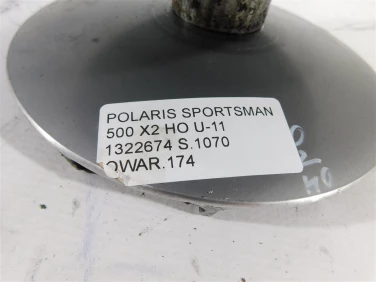 POLARIS SPORTSMAN
500 X2 HO U-11
1322674 S.1070
OWAR.174